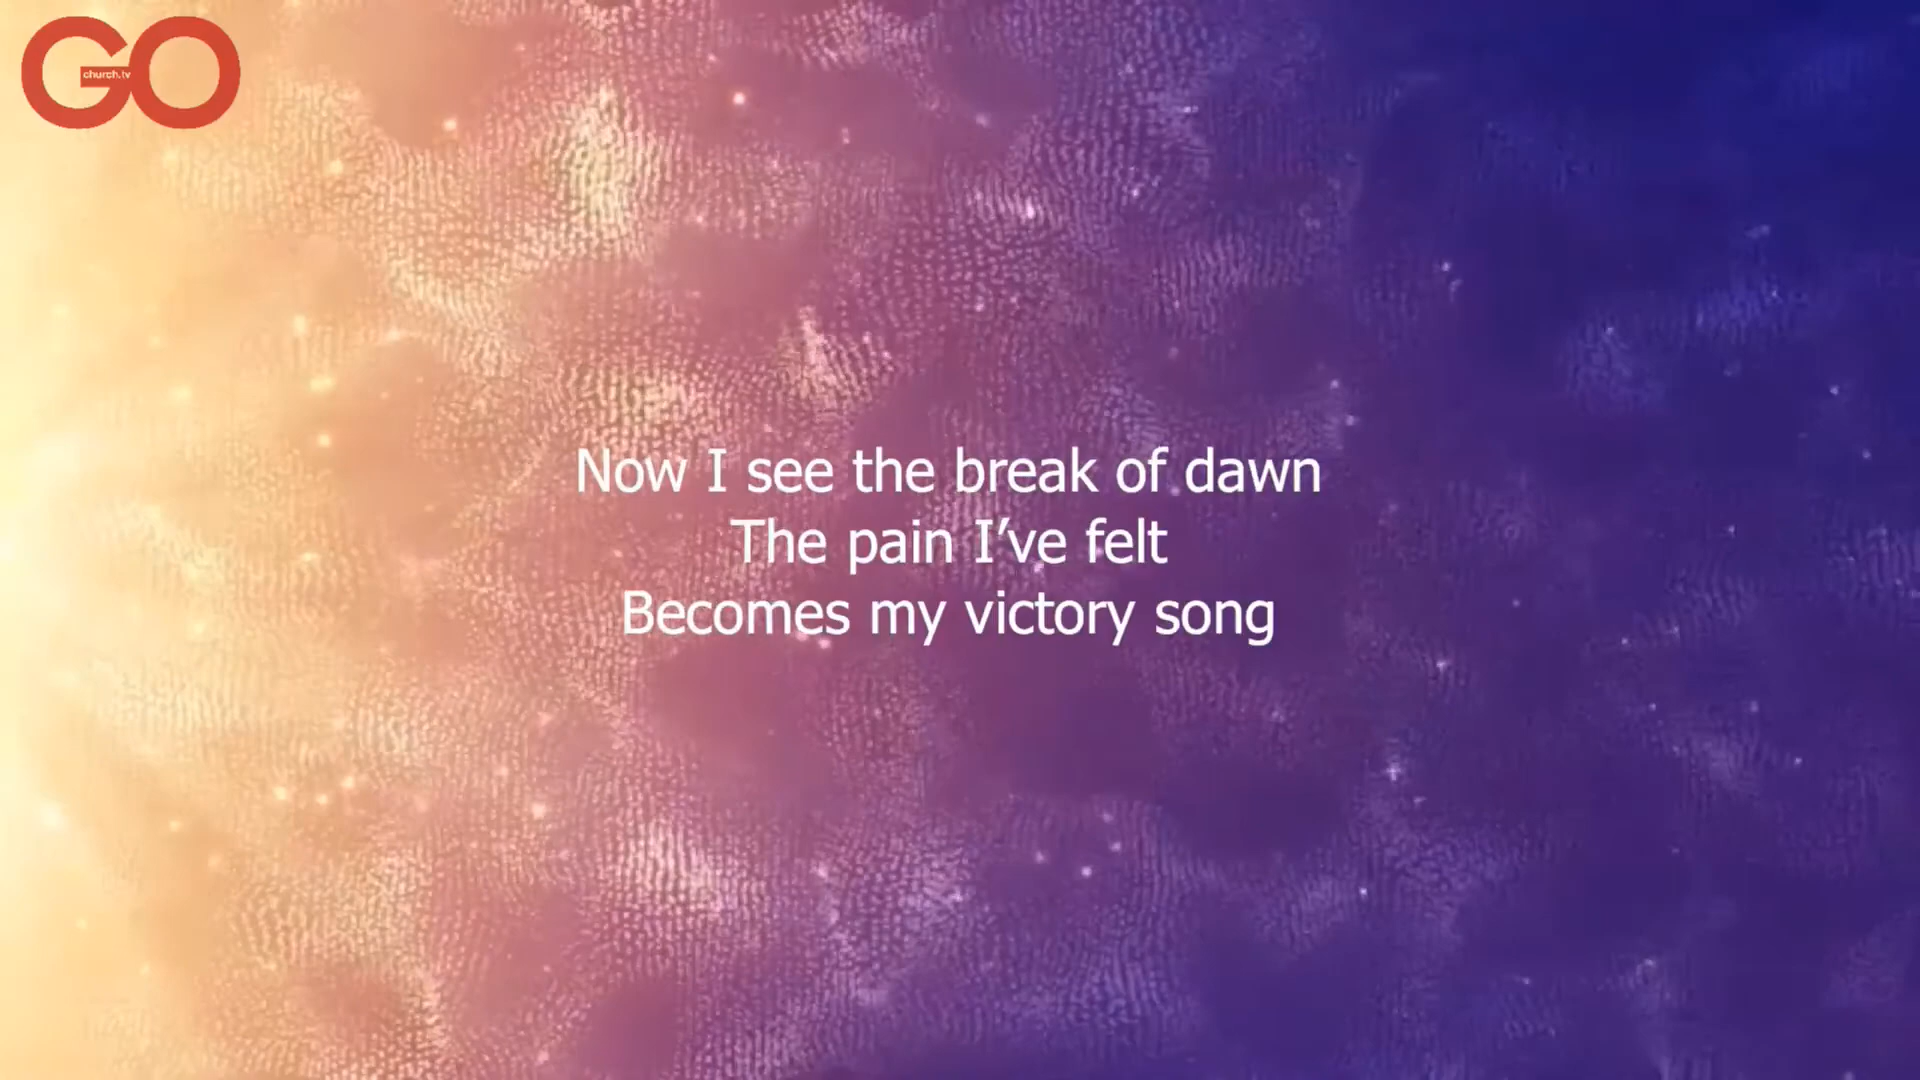 GO
church.tv
Now I see the break of dawn
The pain I’ve felt
Becomes my victory song